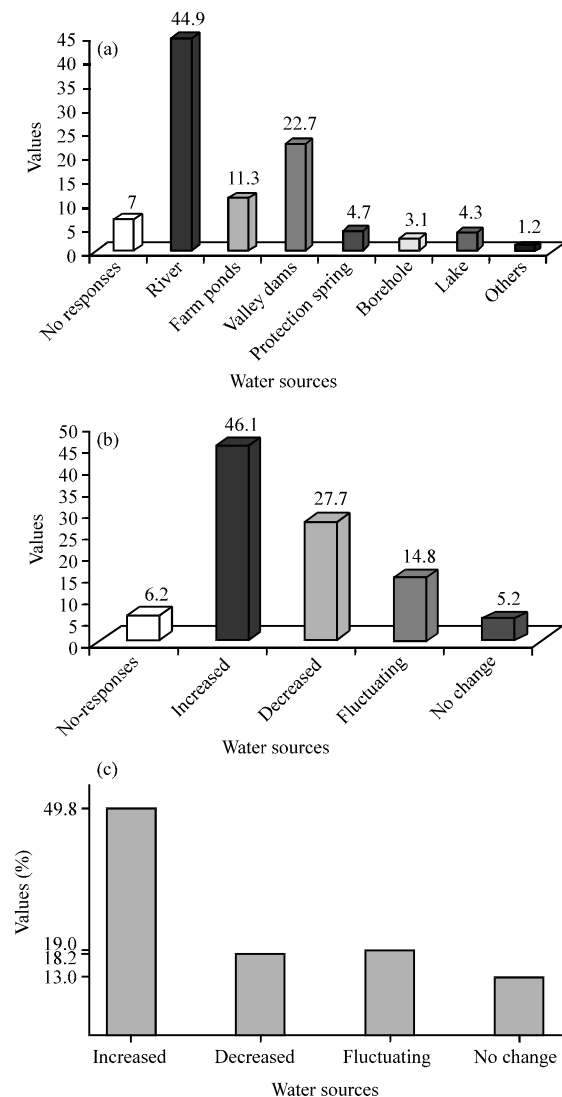 (a)
44.9
45
40
35
30
25
20
15
10
5
0
Values
7
11.3
22.7
4.7
3.1
4.3
1.2
No responses
River
Farm ponds
Valley dams
Protection spring
Borehole
Lake
Others
Water sources
(b)
50
45
40
35
30
25
20
15
10
5
0
Values
6.2
46.1
27.7
14.8
5.2
No-responses
Increased
Decreased
Fluctuating
No change
Water sources
(c)
49.8
19.0
18.2
13.0
Values (%)
Increased Decreased Fluctuating No change
Water sources